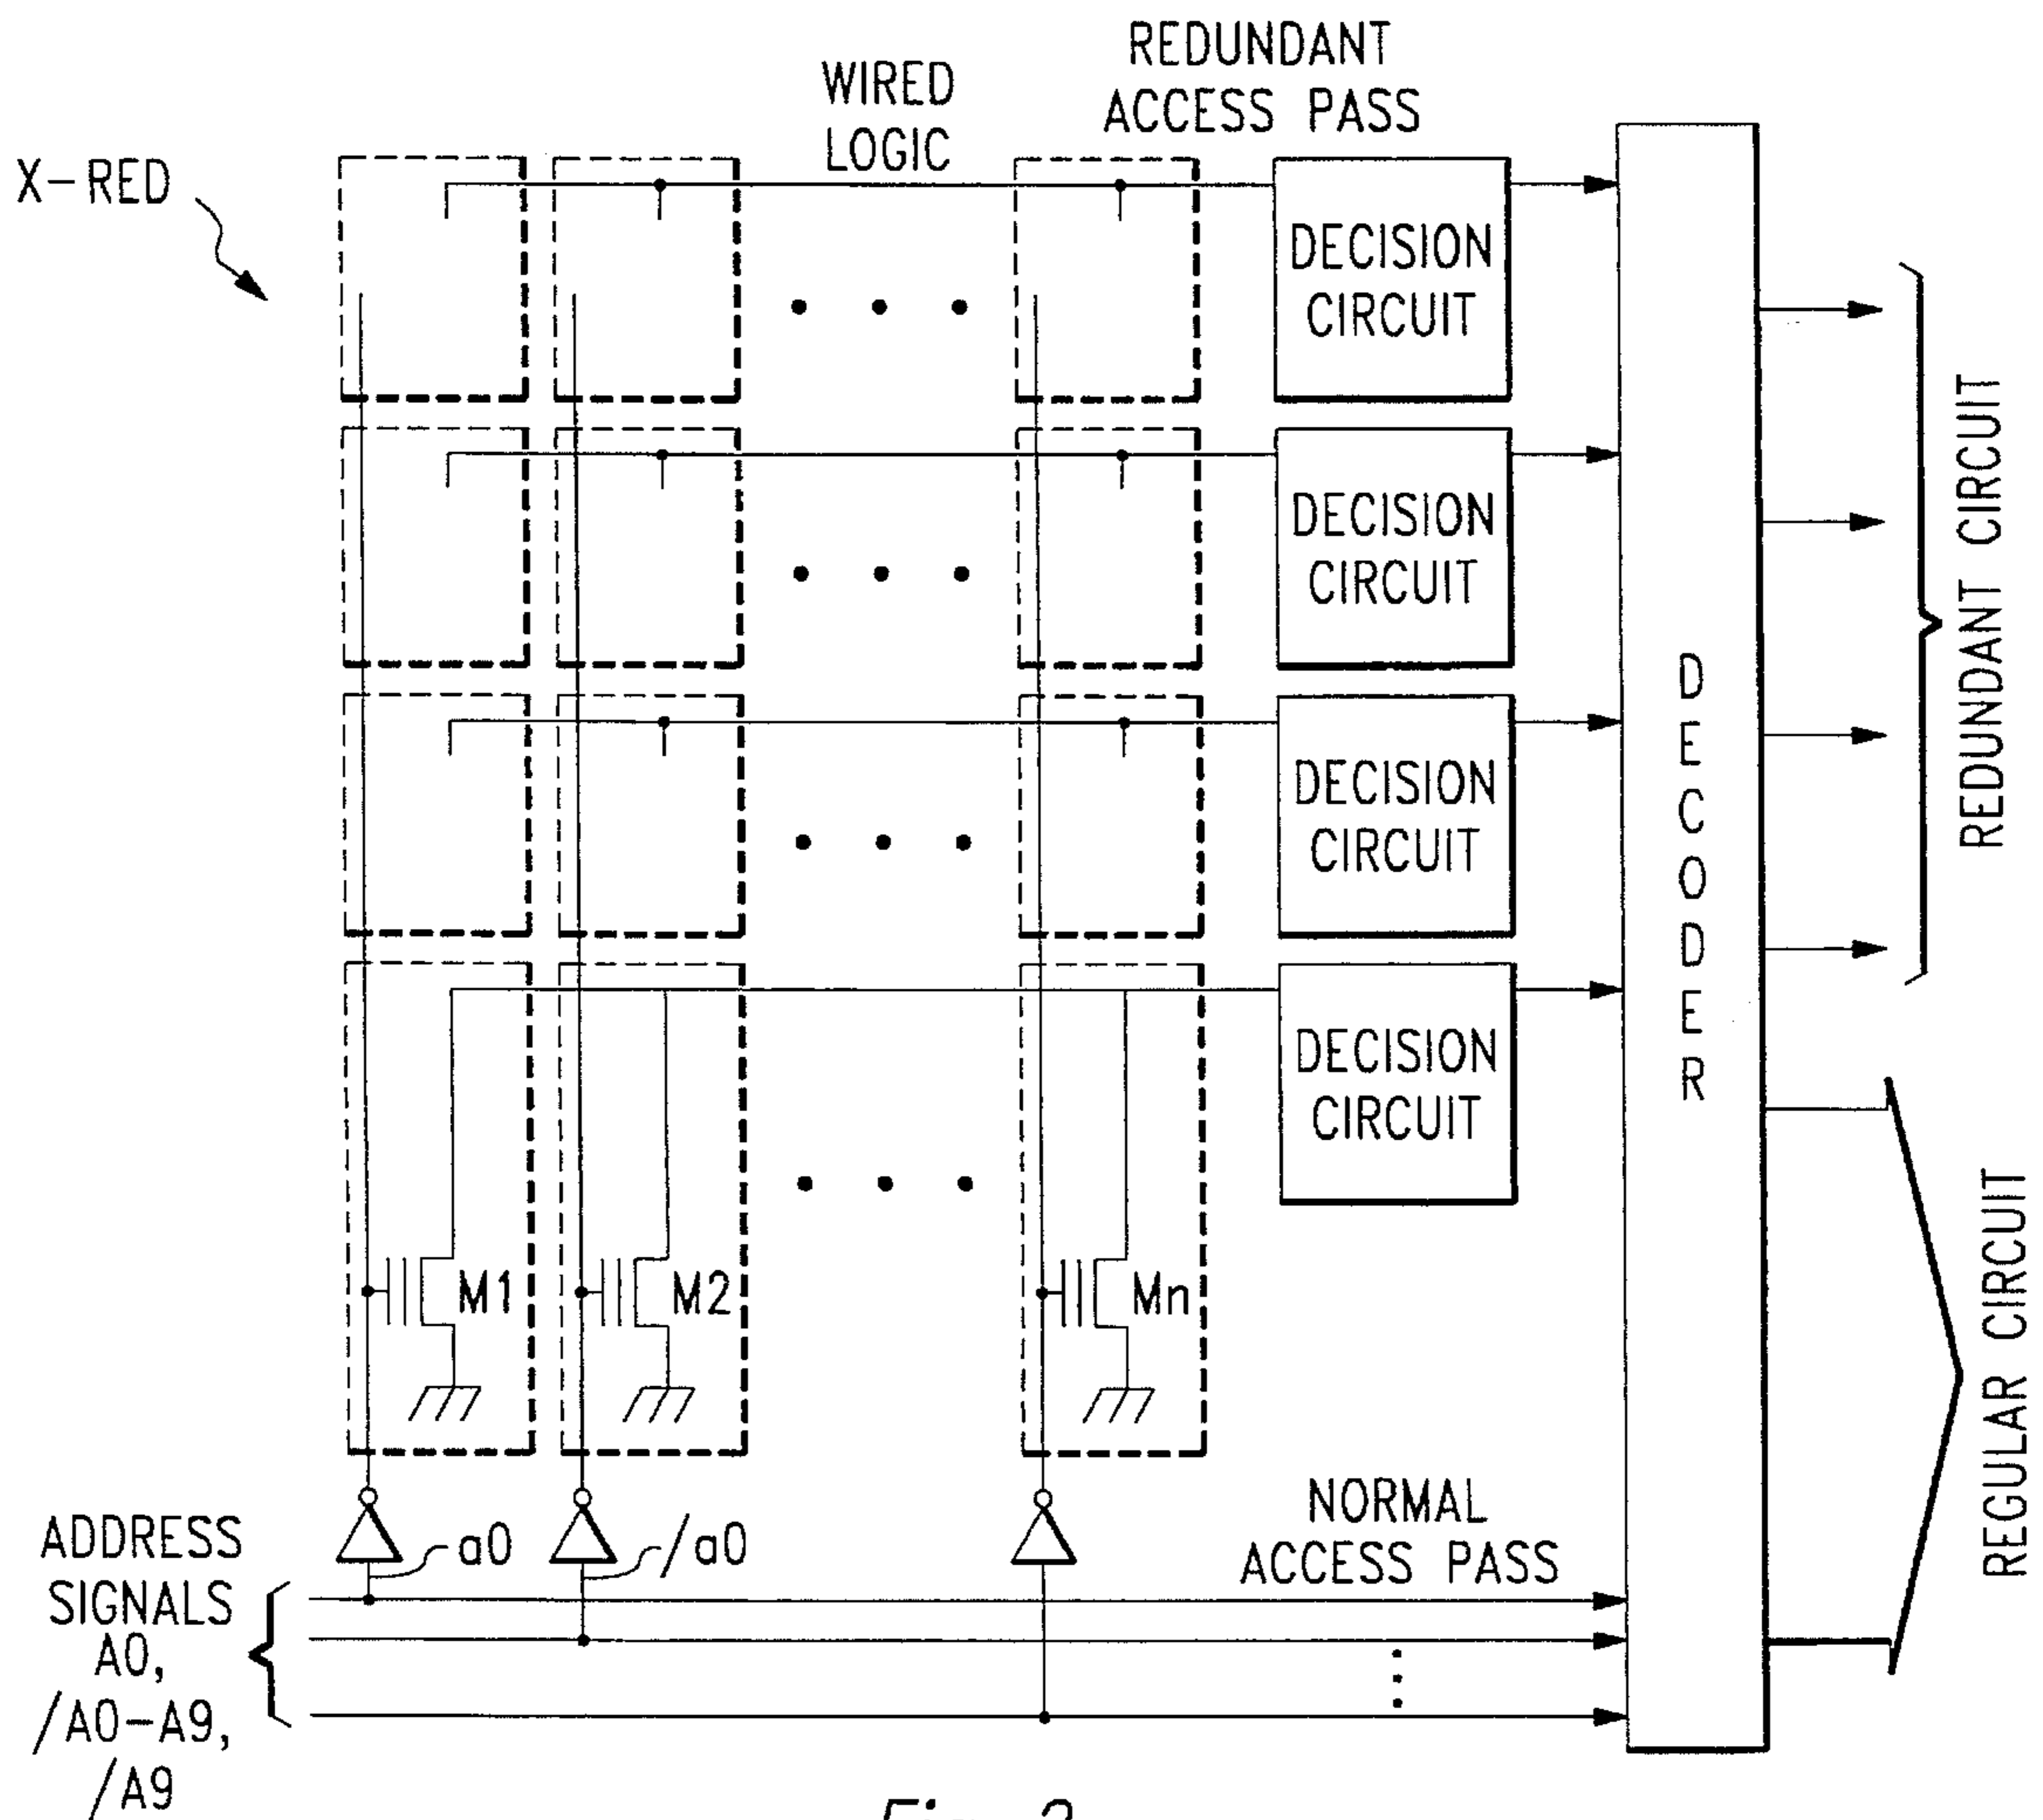 REDUNDANT
ACCESS PASS
WIRED
LOGIC
X-RED
DECISION
CIRCUIT
DECISION
CIRCUIT
DECISION
CIRCUIT
DECISION
CIRCUIT
DECODER
REDUNDANT CIRCUIT
REGULAR CIRCUIT
M1
M2
Mn
a0
/a0
NORMAL
ACCESS PASS
ADDRESS
SIGNALS
A0,
/A0-A9,
/A9